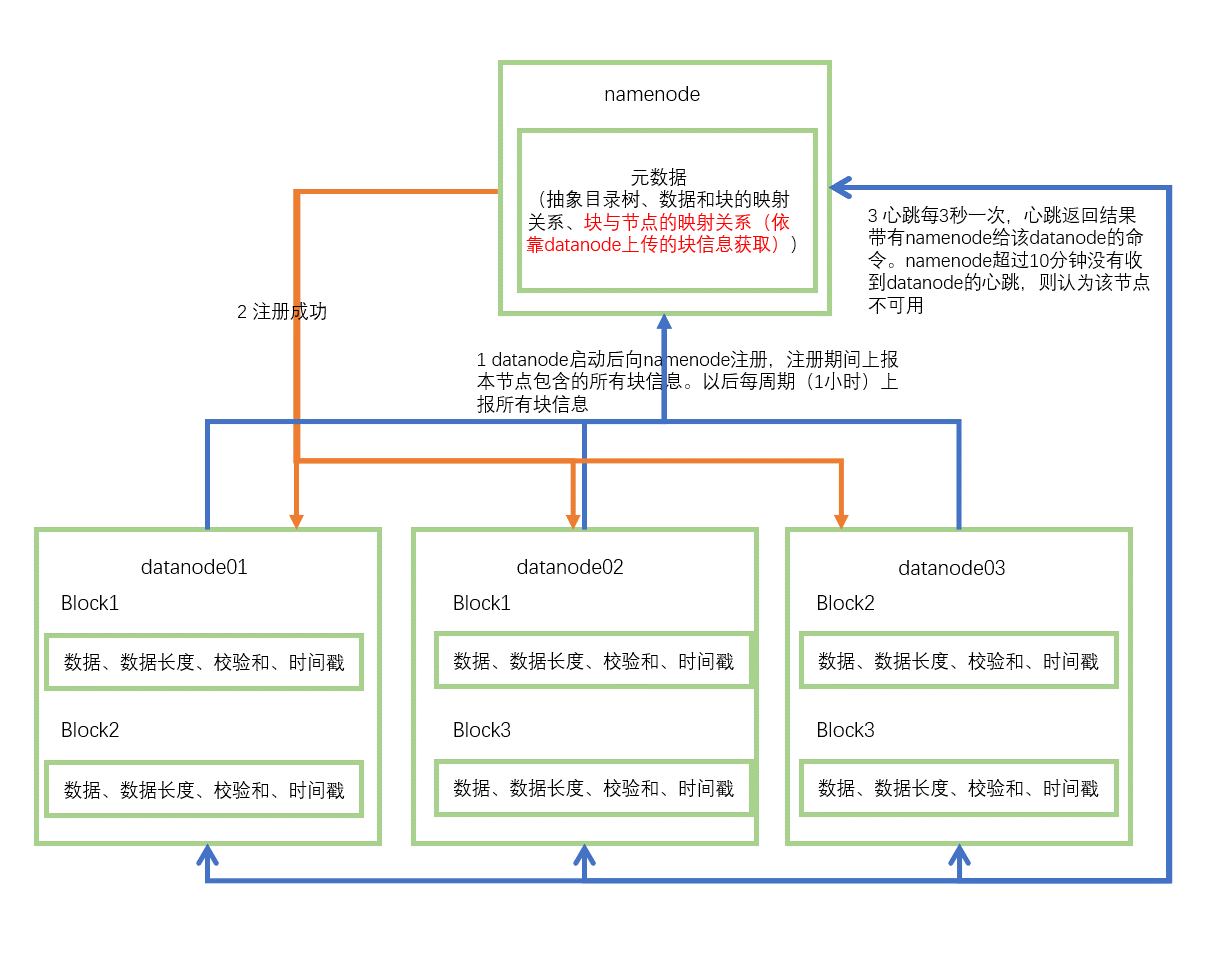 namenode
元数据
（抽象目录树、数据和块的映射
关系、块与节点的映射关系（依
靠datanode上传的块信息获取））
3 心跳每3秒一次，心跳返回结果
带有namenode给该datanode的命
令。namenode超过10分钟没有收
到datanode的心跳，则认为该节点
不可用
2 注册成功
1 datanode启动后向namenode注册，注册期间上报
本节点包含的所有块信息。以后每周期（1小时）上
报所有块信息
datanode01
Block1
数据、数据长度、校验和、时间戳
Block2
数据、数据长度、校验和、时间戳
datanode02
Block1
数据、数据长度、校验和、时间戳
Block3
数据、数据长度、校验和、时间戳
datanode03
Block2
数据、数据长度、校验和、时间戳
Block3
数据、数据长度、校验和、时间戳